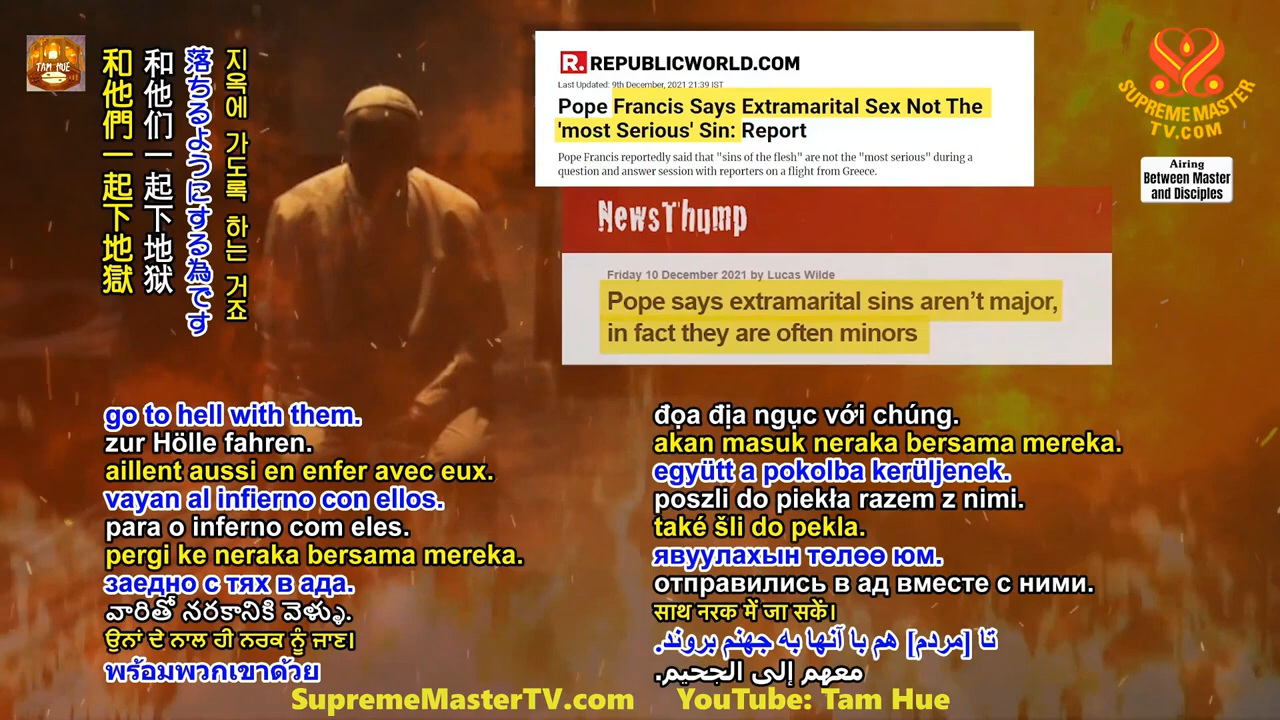 TAM HUE
和他們一起下地獄
和他们一起下地狱
落ちるようにする為です
지옥에 가도록 하는 거죠
R. REPUBLICWORLD.COM
Last Updated: 9th December, 2021 21:39 IST
Pope Francis Says Extramarital Sex Not The
'most Serious' Sin: Report
Pope Francis reportedly said that "sins of the flesh" are not the "most serious" during a
question and answer session with reporters on a flight from Greece.
NewsThump
Friday 10 December 2021 by Lucas Wilde
Pope says extramarital sins aren't major,
in fact they are often minors
SUPREME MASTER
TV.COM
Airing
Between Master
and Disciples
go to hell with them.
zur Hölle fahren.
aillent aussi en enfer avec eux.
vayan al infierno con ellos.
para o inferno com eles.
pergi ke neraka bersama mereka.
заедно с тях в ада.
వారితో నరకానికి వెళ్ళు.
ਉਨਾਂ ਦੇ ਨਾਲ ਹੀ ਨਰਕ ਨੂੰ ਜਾਣ।
พร้อมพวกเขาด้วย
đọa địa ngục với chúng.
akan masuk neraka bersama mereka.
együtt a pokolba kerüljenek.
poszli do piekła razem z nimi.
také šli do pekla.
явуулахын төлөө юм.
отправились в ад вместе с ними.
साथ नरक में जा सकें।
تا [مردم] هم با آنها به جهنم بروند.
معهم إلى الجحيم.
SupremeMasterTV.com
YouTube: Tam Hue